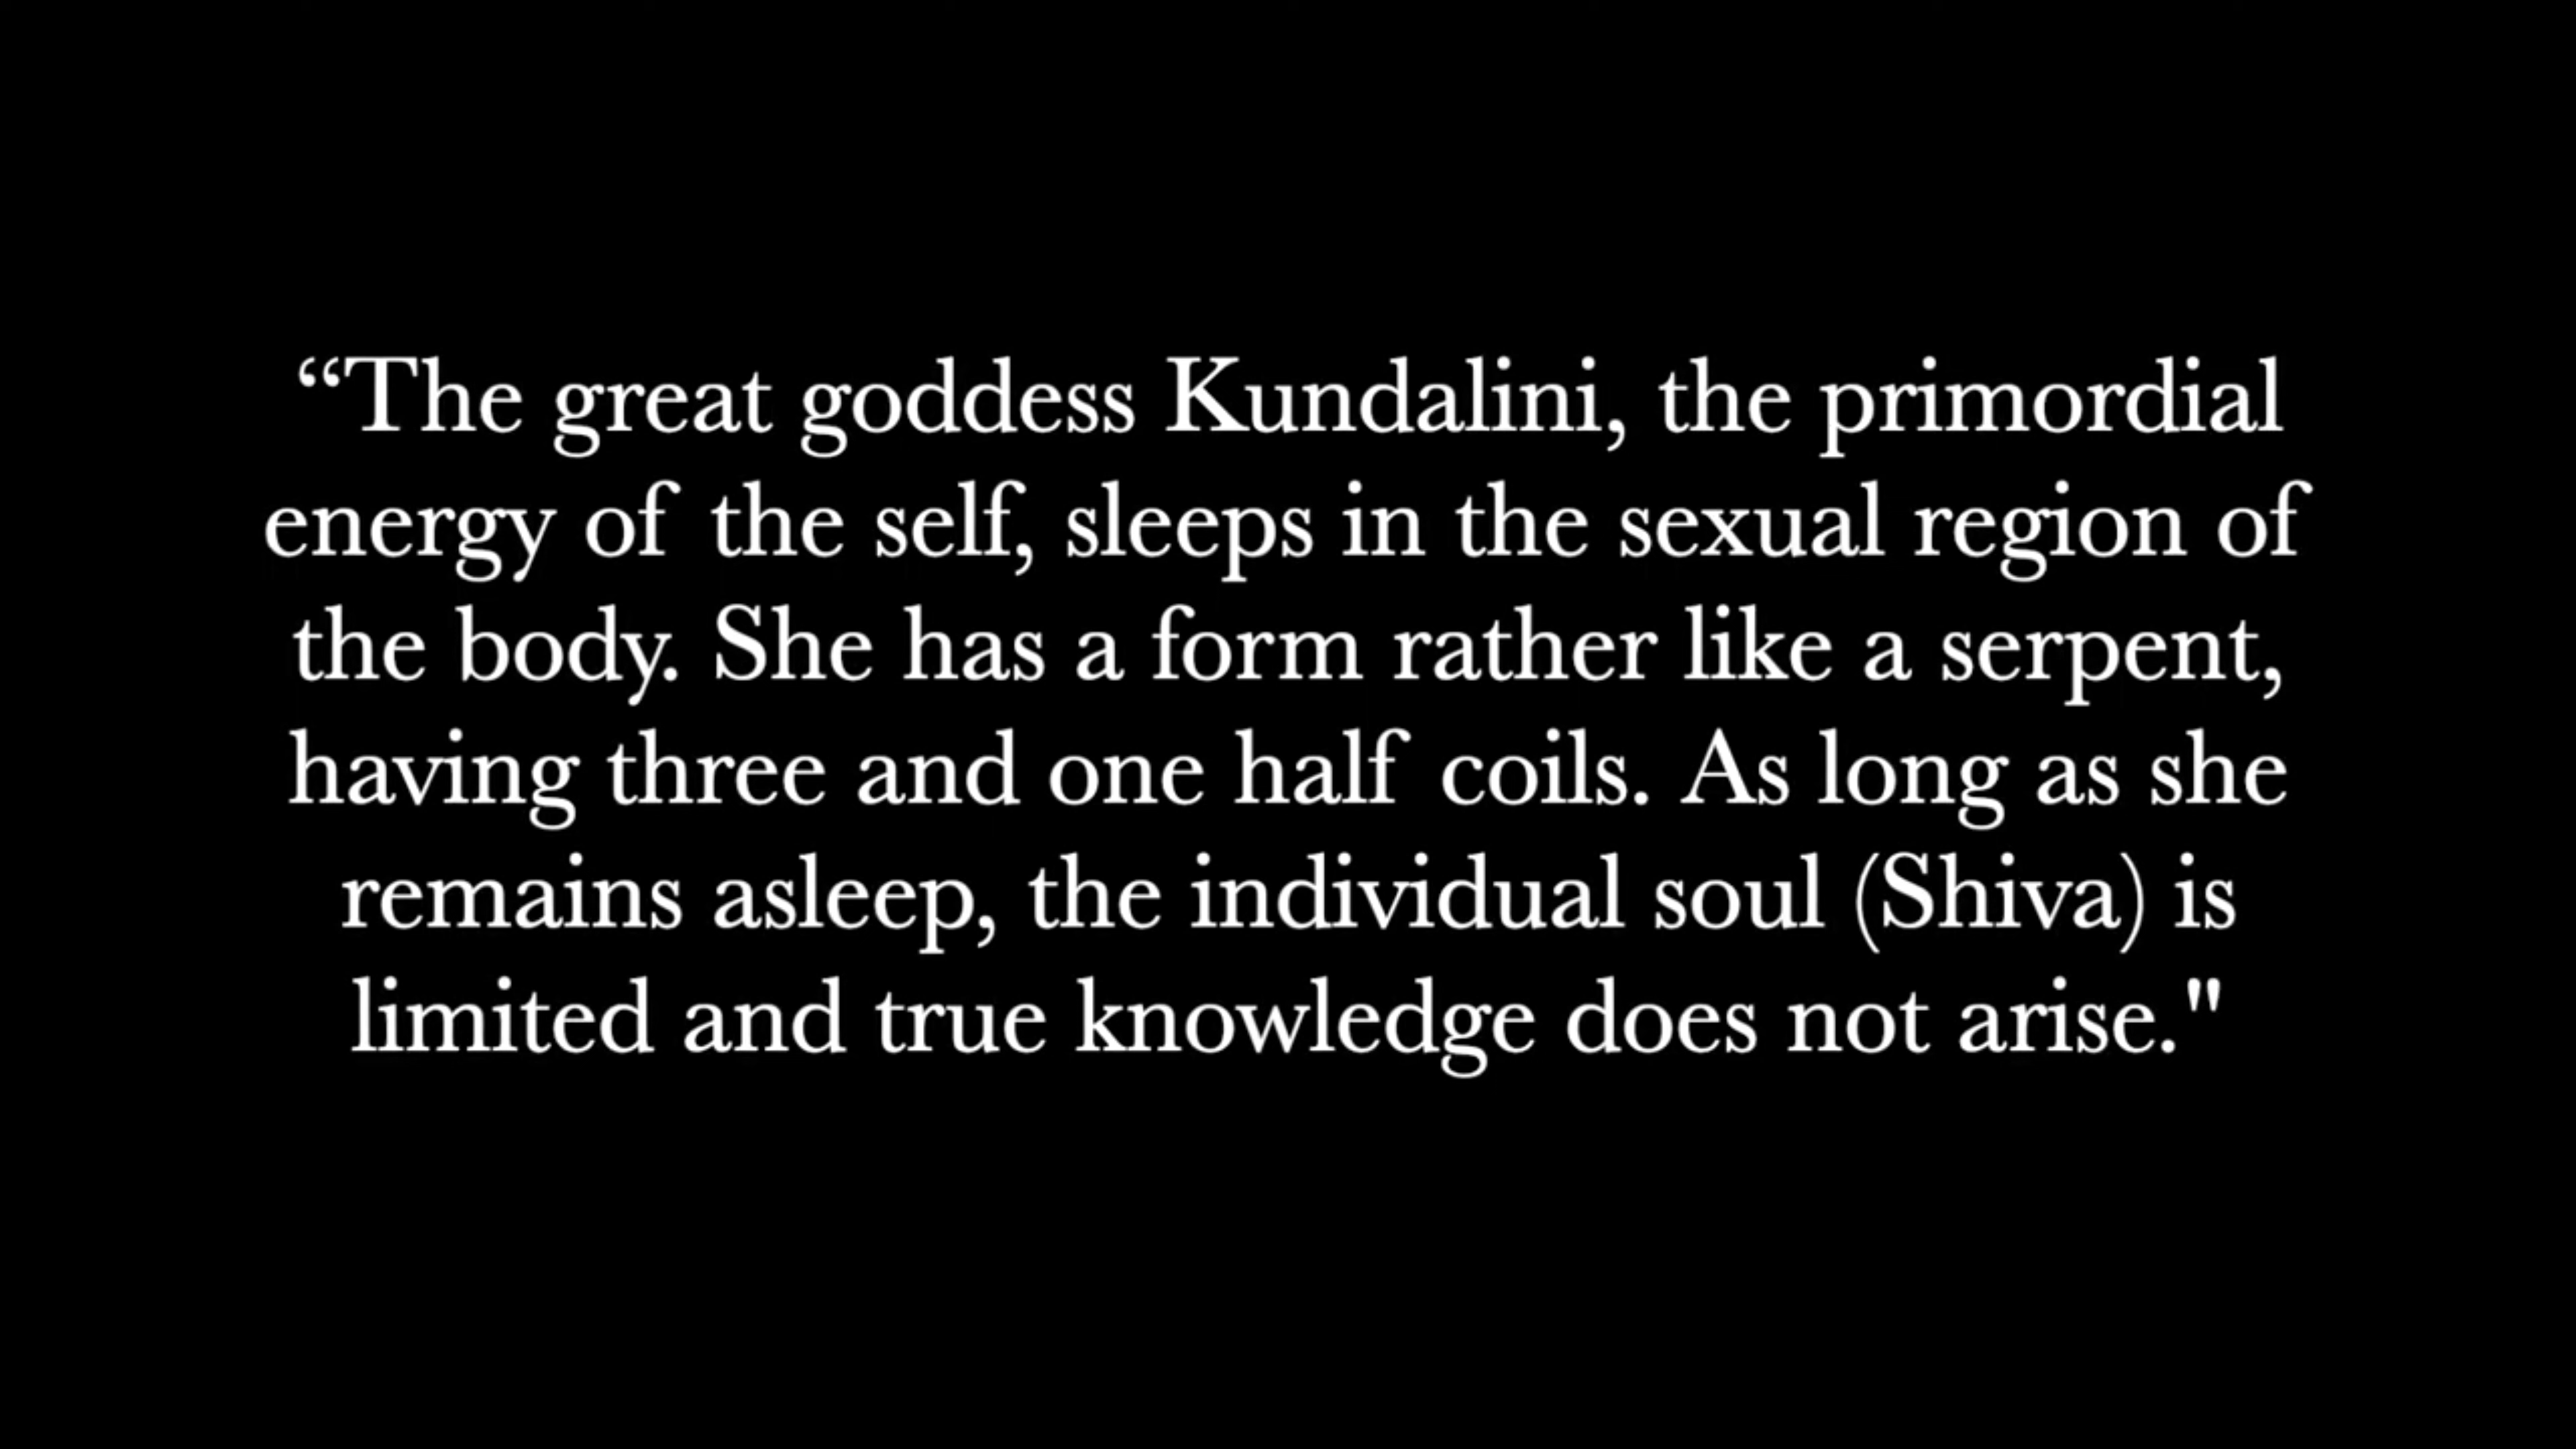 “The great goddess Kundalini, the primordial
energy of the self, sleeps in the sexual region of
the body. She has a form rather like a serpent,
having three and one half coils. As long as she
remains asleep, the individual soul (Shiva) is
limited and true knowledge does not arise."